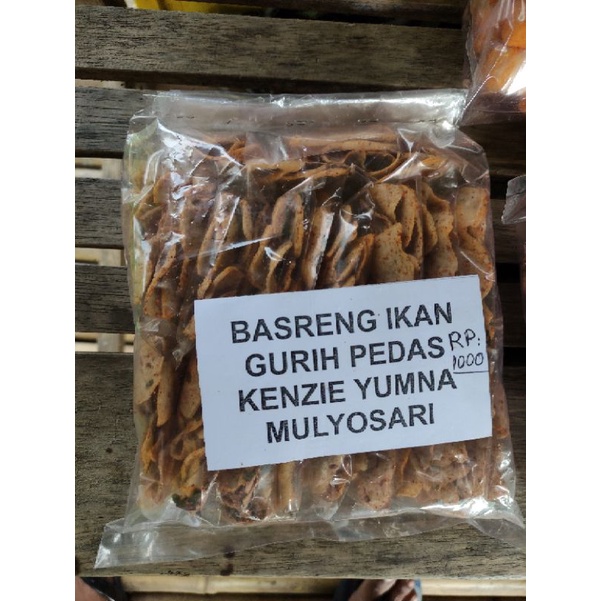 BASRENG IKAN
GURIH PEDAS
KENZIE YUMNA
MULYOSARI
RP:
1000